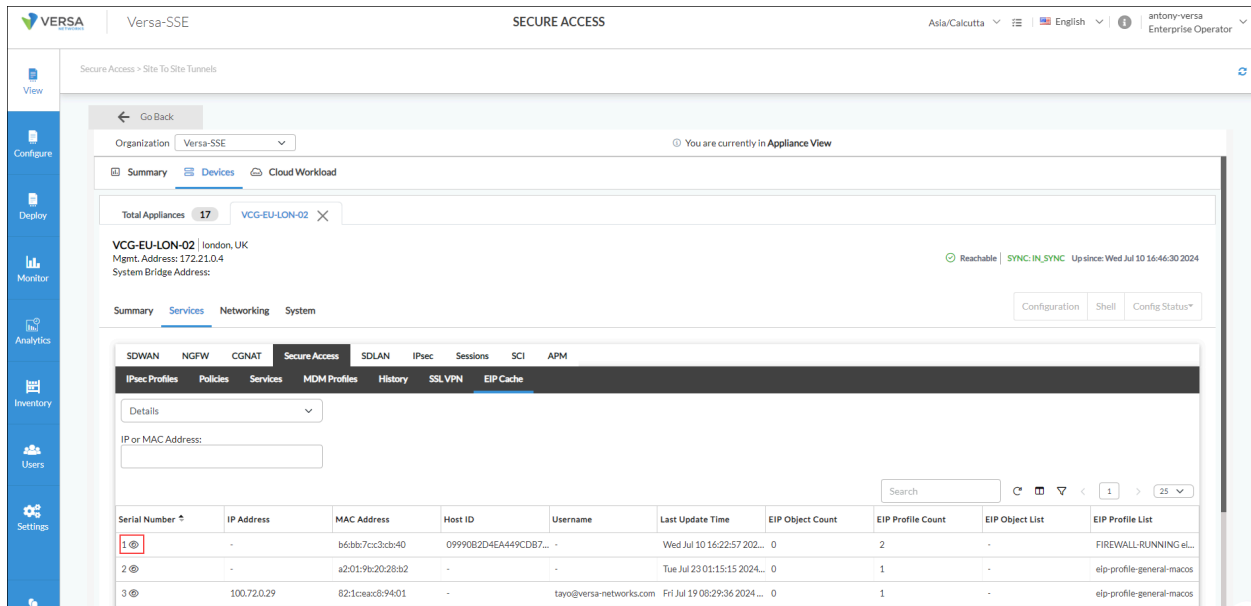 VERSA NETWORKS
Versa-SSE
SECURE ACCESS
Asia/Calcutta
English
antony-versa
Enterprise Operator
View
Configure
Deploy
Monitor
Analytics
Inventory
Users
Settings
Secure Access > Site To Site Tunnels
Go Back
Organization Versa-SSE
You are currently in Appliance View
Summary Devices Cloud Workload
Total Appliances 17 VCG-EU-LON-02
VCG-EU-LON-02 | london, UK
Mgmt. Address: 172.21.0.4
System Bridge Address:
Reachable | SYNC: IN_SYNC Up since: Wed Jul 10 16:46:30 2024
Summary Services Networking System
Configuration Shell Config Status
SDWAN NGFW CGNAT Secure Access SDLAN IPsec Sessions SCI APM
IPsec Profiles Policies Services MDM Profiles History SSL VPN EIP Cache
Details
IP or MAC Address:
Search
1
25
Serial Number IP Address MAC Address Host ID Username Last Update Time EIP Object Count EIP Profile Count EIP Object List EIP Profile List
1 - b6:bb:7c:c3:cb:40 09990B2D4EA449CDB7... - Wed Jul 10 16:22:57 202... 0 2 - FIREWALL-RUNNING el...
2 - a2:01:9b:20:28:b2 - - Tue Jul 23 01:15:15 2024... 0 1 - eip-profile-general-macos
3 100.72.0.29 82:1c:ea:c8:94:01 - tayo@versa-networks.com Fri Jul 19 08:29:36 2024 ... 0 1 - eip-profile-general-macos